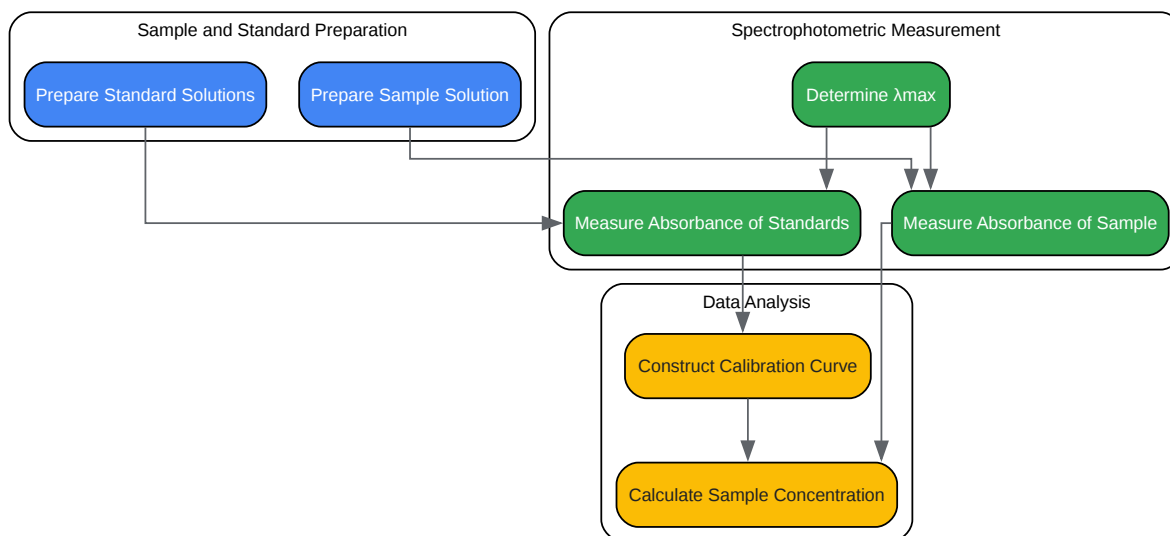 Sample and Standard Preparation
Prepare Standard Solutions
Prepare Sample Solution
Spectrophotometric Measurement
Determine λmax
Measure Absorbance of Standards
Measure Absorbance of Sample
Data Analysis
Construct Calibration Curve
Calculate Sample Concentration